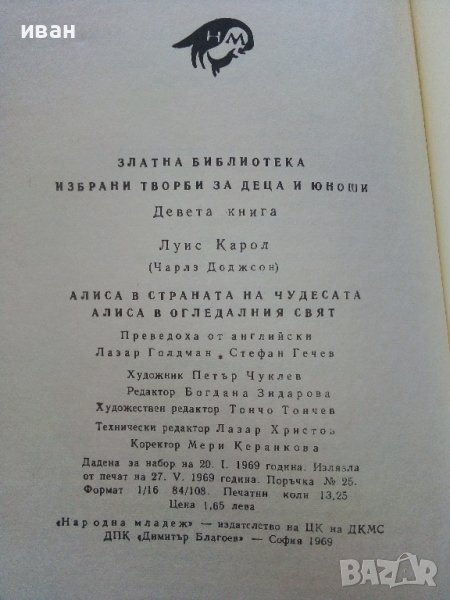 иван
НМ
ЗЛАТНА БИБЛИОТЕКА
ИЗБРАНИ ТВОРБИ ЗА ДЕЦА И ЮНОШИ
Девета книга
Луис Карол
(Чарлз Доджсон)
АЛИСА В СТРАНАТА НА ЧУДЕСАТА
АЛИСА В ОГЛЕДАЛНИЯ СВЯТ
Преведоха от английски
Лазар Голдман • Стефан Гечев
Художник Петър Чуклев
Редактор Богдана Зидарова
Художествен редактор Тончо Тончев
Технически редактор Лазар Христов
Коректор Мери Керанкова
Дадена за набор на 20. I. 1969 година. Излязла
от печат на 27. V. 1969 година. Поръчка № 25.
Формат 1/16 84/108. Печатни коли 13,25
Цена 1,65 лева
«Народна младеж» — издателство на ЦК на ДКМС
ДПК «Димитър Благоев» — София 1969
BAZAR
bg